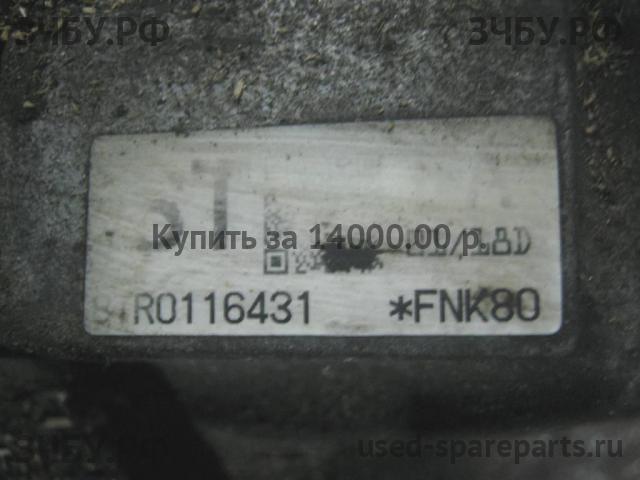 ЗЧБУ.РФ ЗЧБУ.РФ
Купить за 14000.00 р.
R0116431 *FNK80
ЗЧБУ.РФ used-spareparts.ru